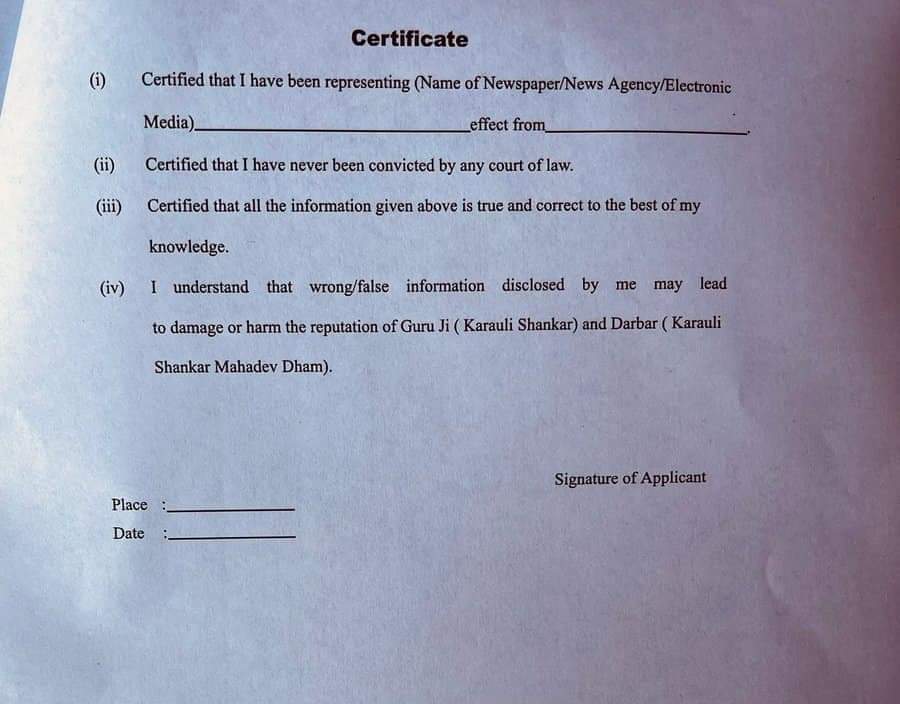 Certificate
(i) Certified that I have been representing (Name of Newspaper/News Agency/Electronic
Media)______________________effect from______________________.
(ii) Certified that I have never been convicted by any court of law.
(iii) Certified that all the information given above is true and correct to the best of my
knowledge.
(iv) I understand that wrong/false information disclosed by me may lead
to damage or harm the reputation of Guru Ji ( Karauli Shankar) and Darbar ( Karauli
Shankar Mahadev Dham).
Signature of Applicant
Place :______________
Date :______________